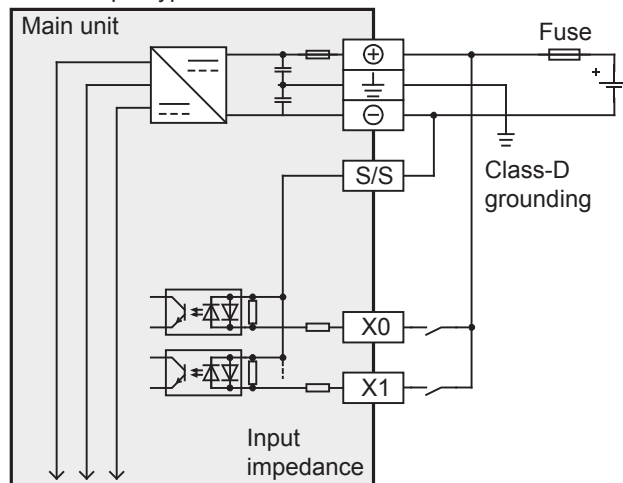 Main unit
Fuse
+
S/S
Class-D
grounding
X0
X1
Input
impedance